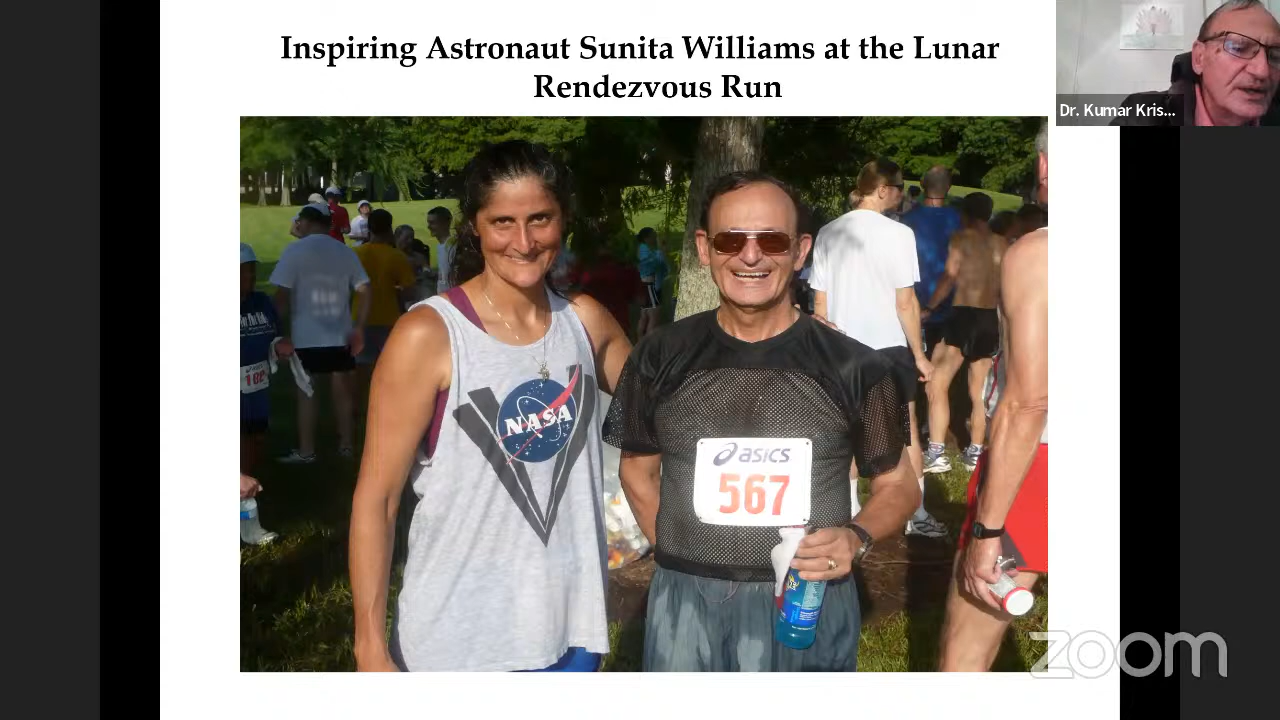 Inspiring Astronaut Sunita Williams at the Lunar
Rendezvous Run
Dr. Kumar Kris...
NASA
asics
567
zoom